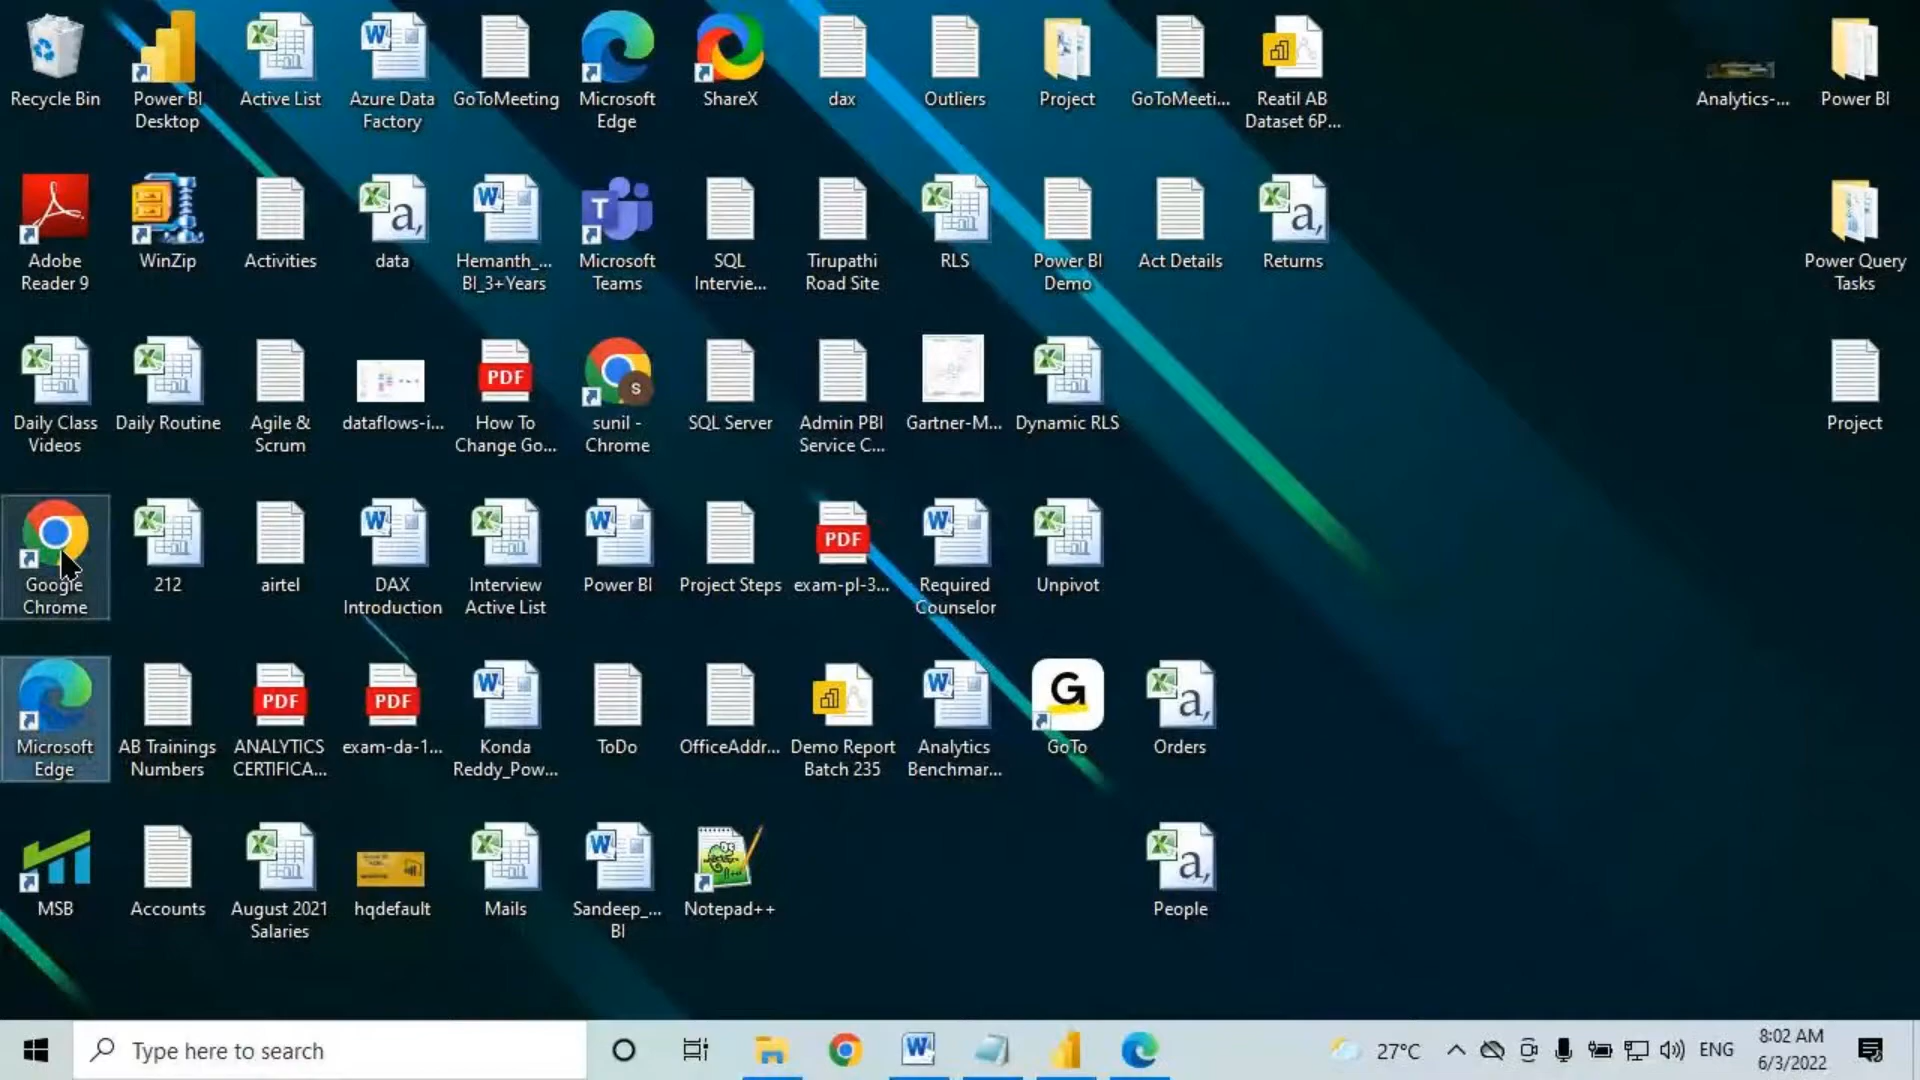 Recycle Bin
Power BI
Desktop
Active List
Azure Data
Factory
GoToMeeting
Microsoft
Edge
ShareX
dax
Outliers
Project
GoToMeeti...
Reatil AB
Dataset 6P...
Analytics-...
Power BI
Adobe
Reader 9
WinZip
Activities
data
Hemanth_...
BI_3+Years
Microsoft
Teams
SQL
Intervie...
Tirupathi
Road Site
RLS
Power BI
Demo
Act Details
Returns
Power Query
Tasks
Daily Class
Videos
Daily Routine
Agile &
Scrum
dataflows-i...
PDF
How To
Change Go...
S
sunil -
Chrome
SQL Server
Admin PBI
Service C...
Gartner-M...
Dynamic RLS
Project
Google
Chrome
212
airtel
DAX
Introduction
Interview
Active List
Power BI
Project Steps
PDF
exam-pl-3...
Required
Counselor
Unpivot
Microsoft
Edge
AB Trainings
Numbers
PDF
ANALYTICS
CERTIFICA...
PDF
exam-da-1...
Konda
Reddy_Pow...
ToDo
OfficeAddr...
Demo Report
Batch 235
Analytics
Benchmar...
G
GoTo
Orders
MSB
Accounts
August 2021
Salaries
hqdefault
Mails
Sandeep_...
BI
Notepad++
People
Type here to search
27°C
ENG
8:02 AM
6/3/2022